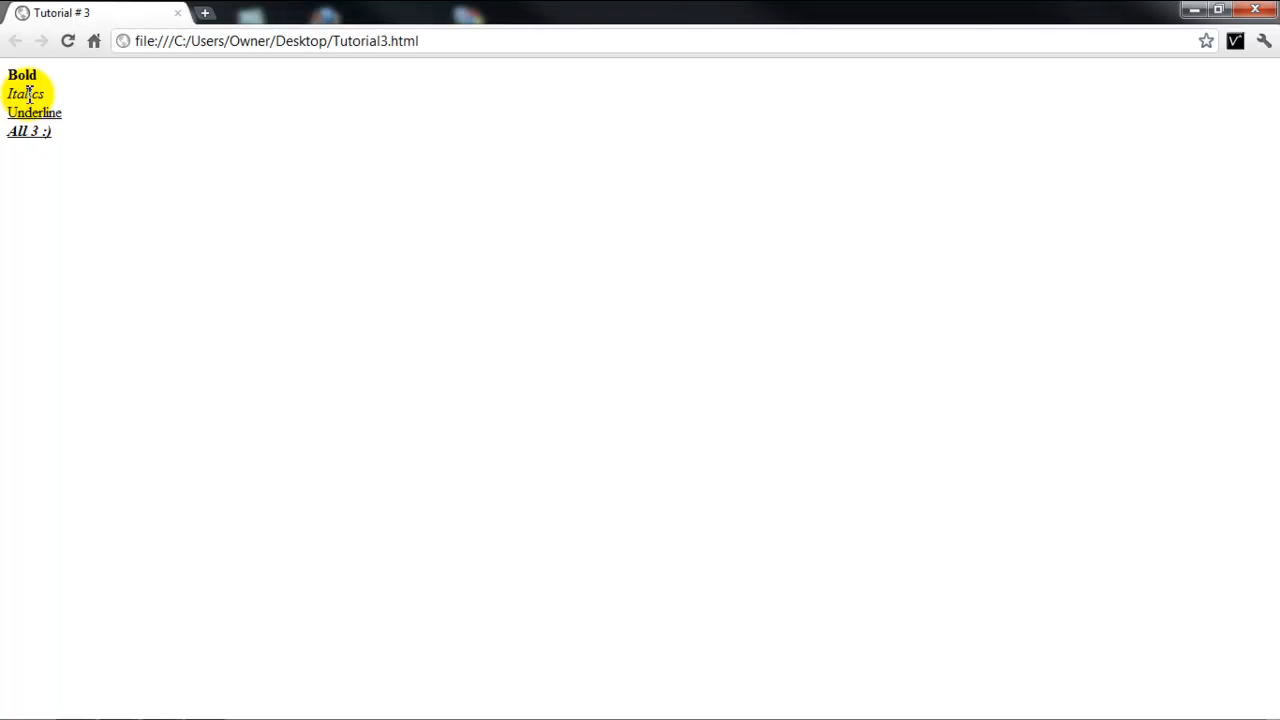 Tutorial # 3
file:///C:/Users/Owner/Desktop/Tutorial3.html
Bold
Italics
Underline
All 3 :)